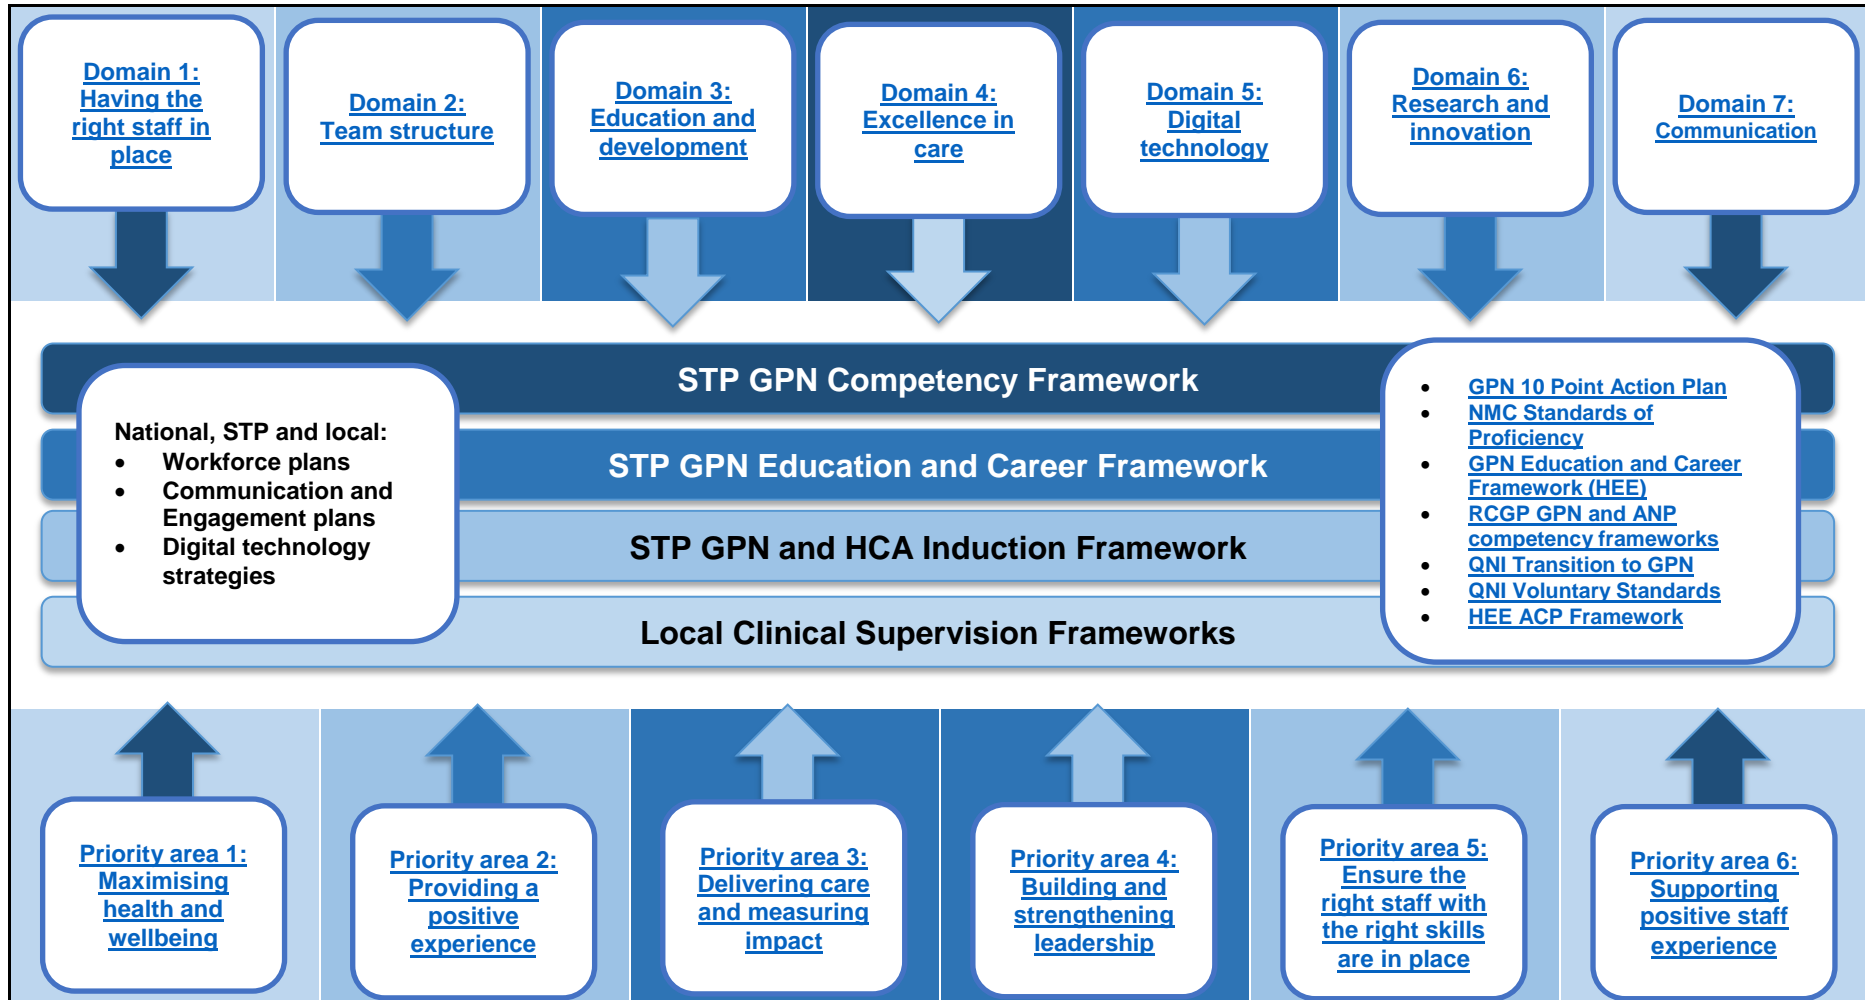 Domain 1:
Having the
right staff in
place
Domain 2:
Team structure
Domain 3:
Education and
development
Domain 4:
Excellence in
care
Domain 5:
Digital
technology
Domain 6:
Research and
innovation
Domain 7:
Communication
STP GPN Competency Framework
STP GPN Education and Career Framework
STP GPN and HCA Induction Framework
Local Clinical Supervision Frameworks
National, STP and local:
• Workforce plans
• Communication and
Engagement plans
• Digital technology
strategies
• GPN 10 Point Action Plan
• NMC Standards of
Proficiency
• GPN Education and Career
Framework (HEE)
• RCGP GPN and ANP
competency frameworks
• QNI Transition to GPN
• QNI Voluntary Standards
• HEE ACP Framework
Priority area 1:
Maximising
health and
wellbeing
Priority area 2:
Providing a
positive
experience
Priority area 3:
Delivering care
and measuring
impact
Priority area 4:
Building and
strengthening
leadership
Priority area 5:
Ensure the
right staff with
the right skills
are in place
Priority area 6:
Supporting
positive staff
experience